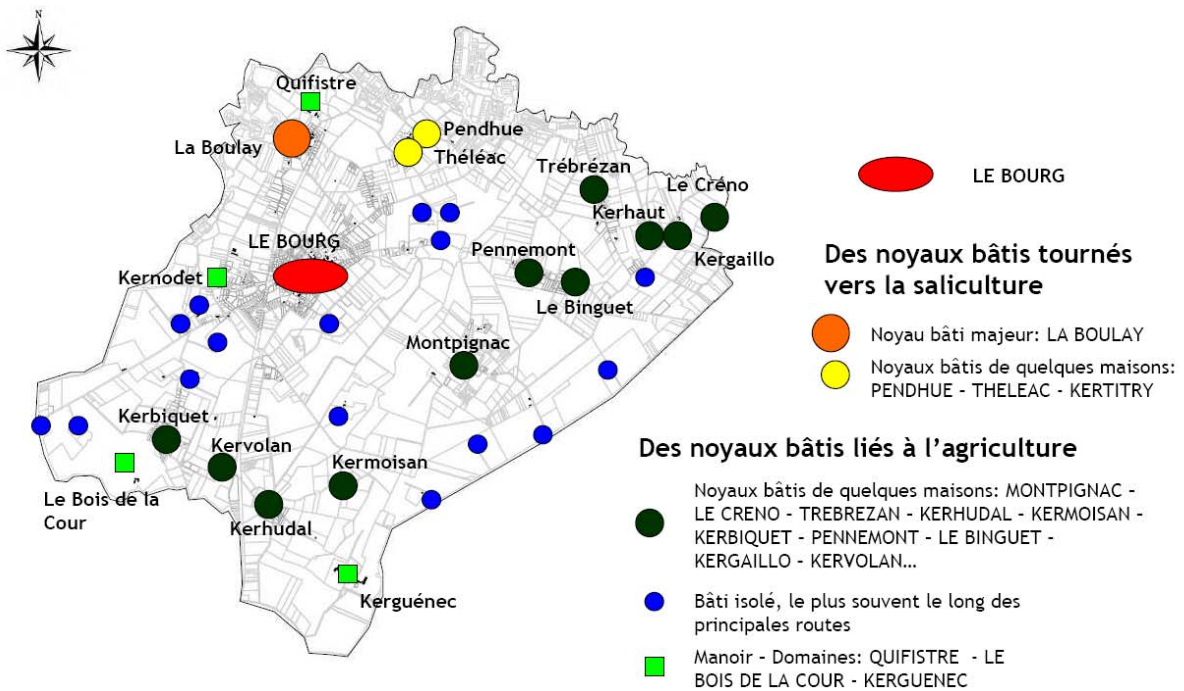 N
Quifistre
La Boulay
Pendhue
Théléac
Trébrézan
Le Créno
Kerhaut
Kergaillo
LE BOURG
Pennemont
Kernodet
Le Binguet
Montpignac
Kerbiquet
Kervolan
Kermoisan
Le Bois de la
Cour
Kerhudal
Kerguénec
LE BOURG
Des noyaux bâtis tournés
vers la saliculture
Noyau bâti majeur: LA BOULAY
Noyaux bâtis de quelques maisons:
PENDHUE - THELEAC - KERTITRY
Des noyaux bâtis liés à l’agriculture
Noyaux bâtis de quelques maisons: MONTPIGNAC -
LE CRENO - TREBREZAN - KERHUDAL - KERMOISAN -
KERBIQUET - PENNEMONT - LE BINGUET -
KERGAILLO - KERVOLAN...
Bâti isolé, le plus souvent le long des
principales routes
Manoir - Domaines: QUIFISTRE - LE
BOIS DE LA COUR - KERGUENEC